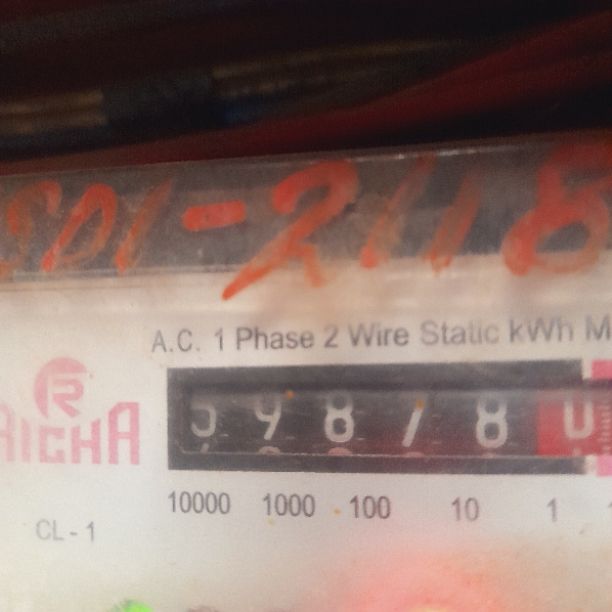 SDI-2118
A.C. 1 Phase 2 Wire Static kWh M
RICHA
5 9 8 7 8 0
10000 1000 100 10 1
CL-1